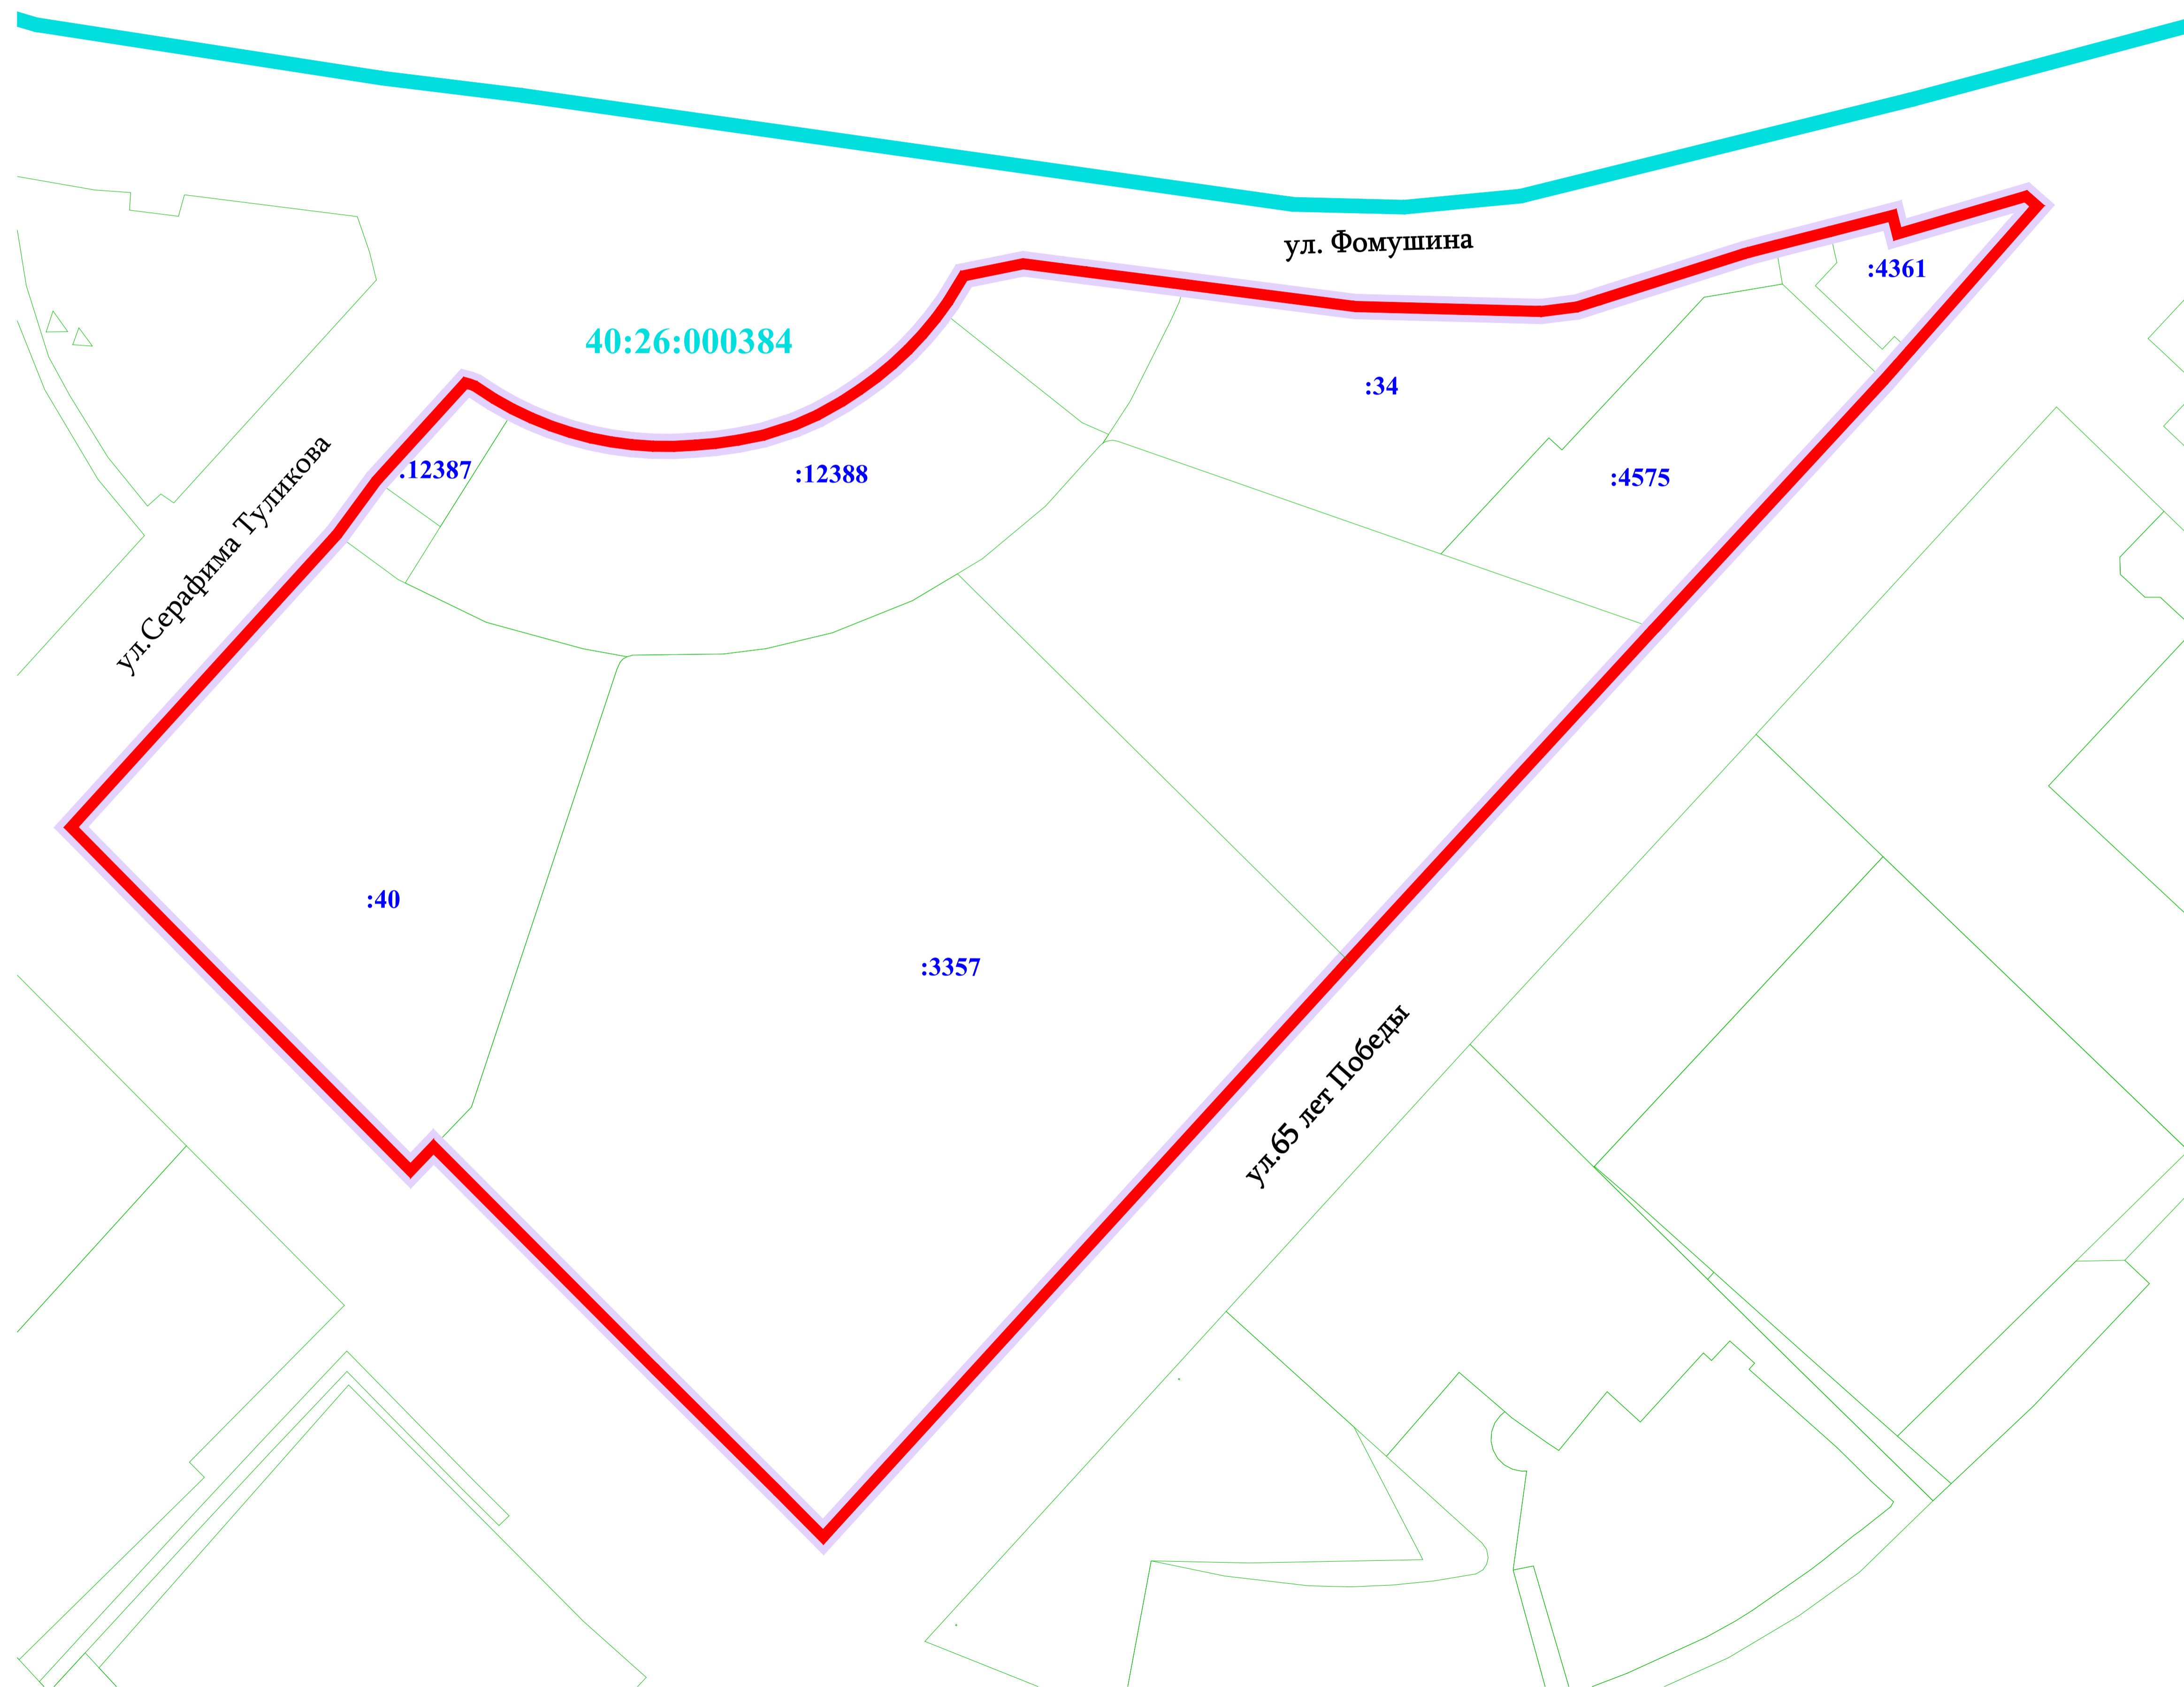 ул. Фомушина
:4361
40:26:000384
:34
.12387
:12388
:4575
ул.Серафима Туликова
:40
:3357
ул.65 лет Победы